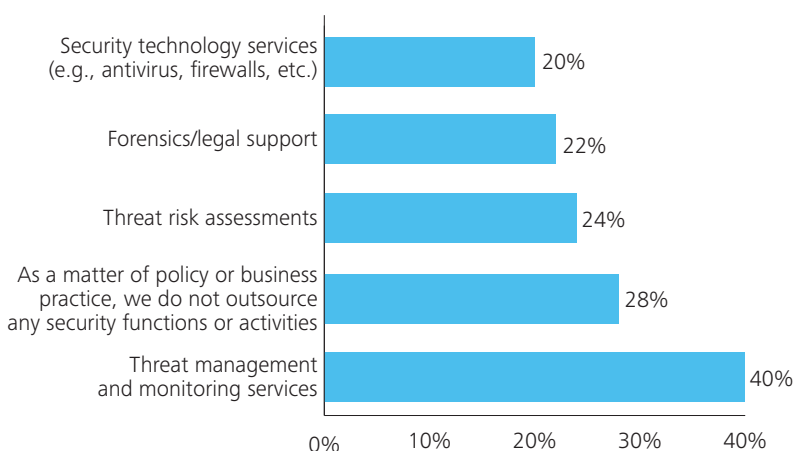 Security technology services
(e.g., antivirus, firewalls, etc.)
20%
Forensics/legal support
22%
Threat risk assessments
24%
As a matter of policy or business
practice, we do not outsource
any security functions or activities
28%
Threat management
and monitoring services
40%
0% 10% 20% 30% 40%